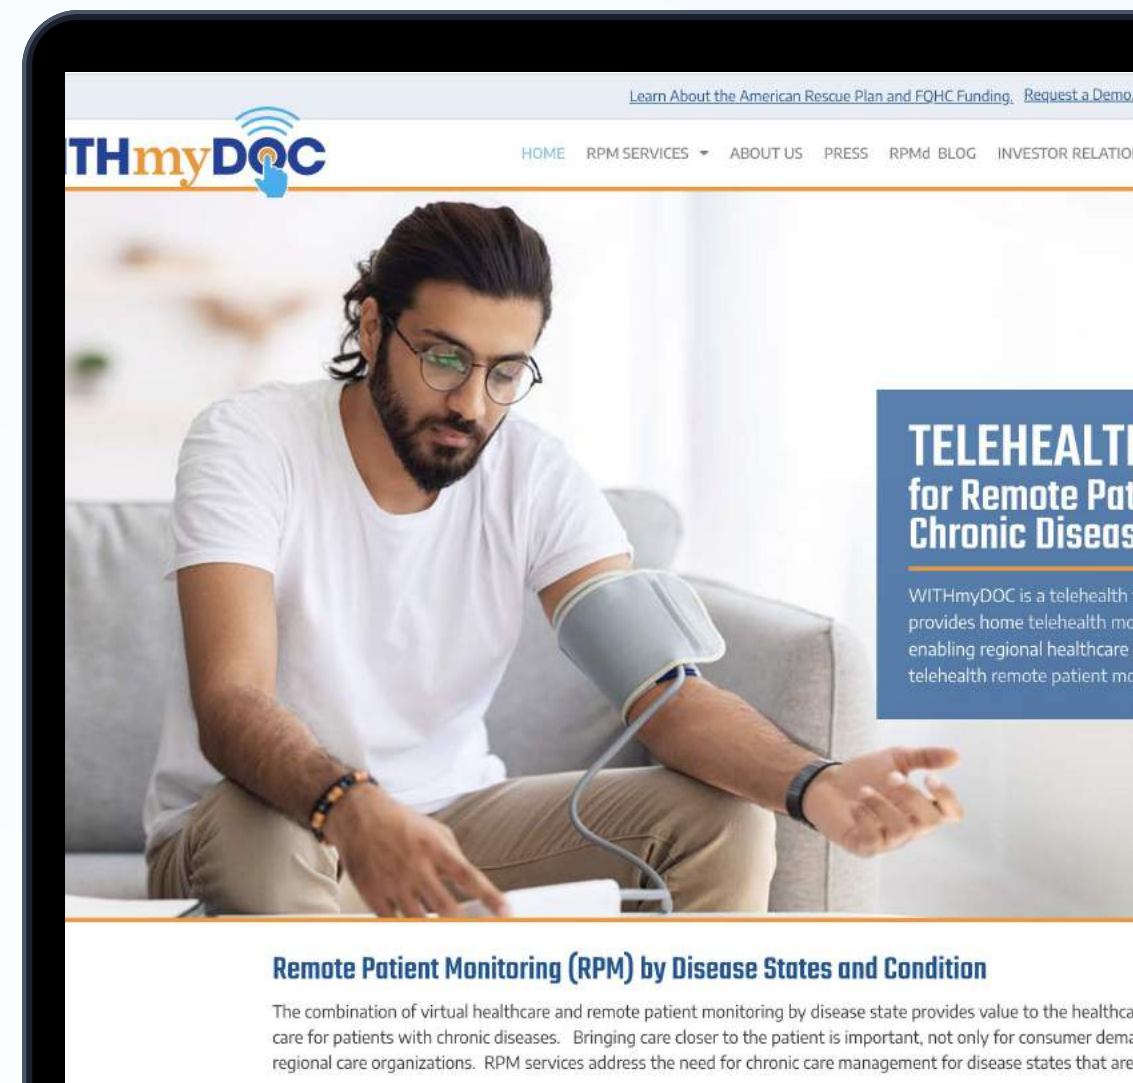 Learn About the American Rescue Plan and FQHC Funding. Request a Demo.
THmyDOC
HOME RPM SERVICES ABOUT US PRESS RPMd BLOG INVESTOR RELATION
TELEHEALTH
for Remote Pat
Chronic Diseas
WITHmyDOC is a telehealth
provides home telehealth mo
enabling regional healthcare
telehealth remote patient mo
Remote Patient Monitoring (RPM) by Disease States and Condition
The combination of virtual healthcare and remote patient monitoring by disease state provides value to the healthca
care for patients with chronic diseases. Bringing care closer to the patient is important, not only for consumer dema
regional care organizations. RPM services address the need for chronic care management for disease states that are